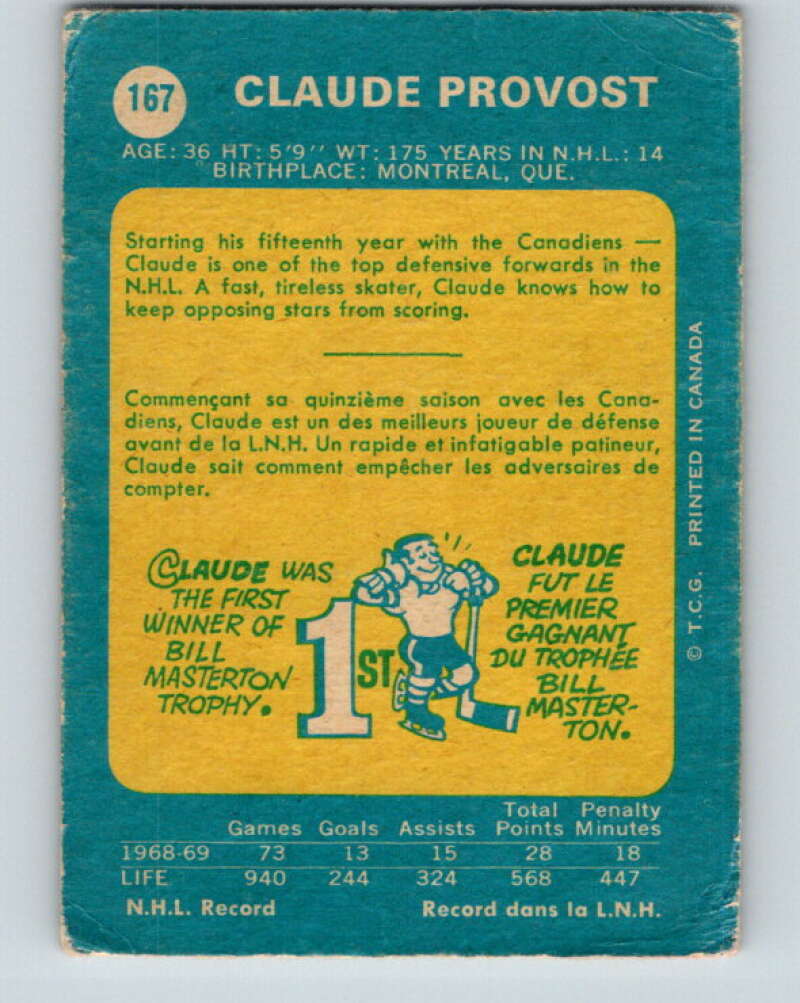 167
CLAUDE PROVOST
AGE: 36 HT: 5'9'' WT: 175 YEARS IN N.H.L.: 14
BIRTHPLACE: MONTREAL, QUE.
Starting his fifteenth year with the Canadiens —
Claude is one of the top defensive forwards in the
N.H.L. A fast, tireless skater, Claude knows how to
keep opposing stars from scoring.
Commençant sa quinzième saison avec les Cana-
diens, Claude est un des meilleurs joueur de défense
avant de la L.N.H. Un rapide et infatigable patineur,
Claude sait comment empêcher les adversaires de
compter.
CLAUDE WAS
THE FIRST
WINNER OF
BILL
MASTERTON
TROPHY.
1ST
CLAUDE
FUT LE
PREMIER
GAGNANT
DU TROPHÉE
BILL
MASTER-
TON.
© T.C.G. PRINTED IN CANADA
Games Goals Assists Total Points Penalty Minutes
1968-69 73 13 15 28 18
LIFE 940 244 324 568 447
N.H.L. Record Record dans la L.N.H.